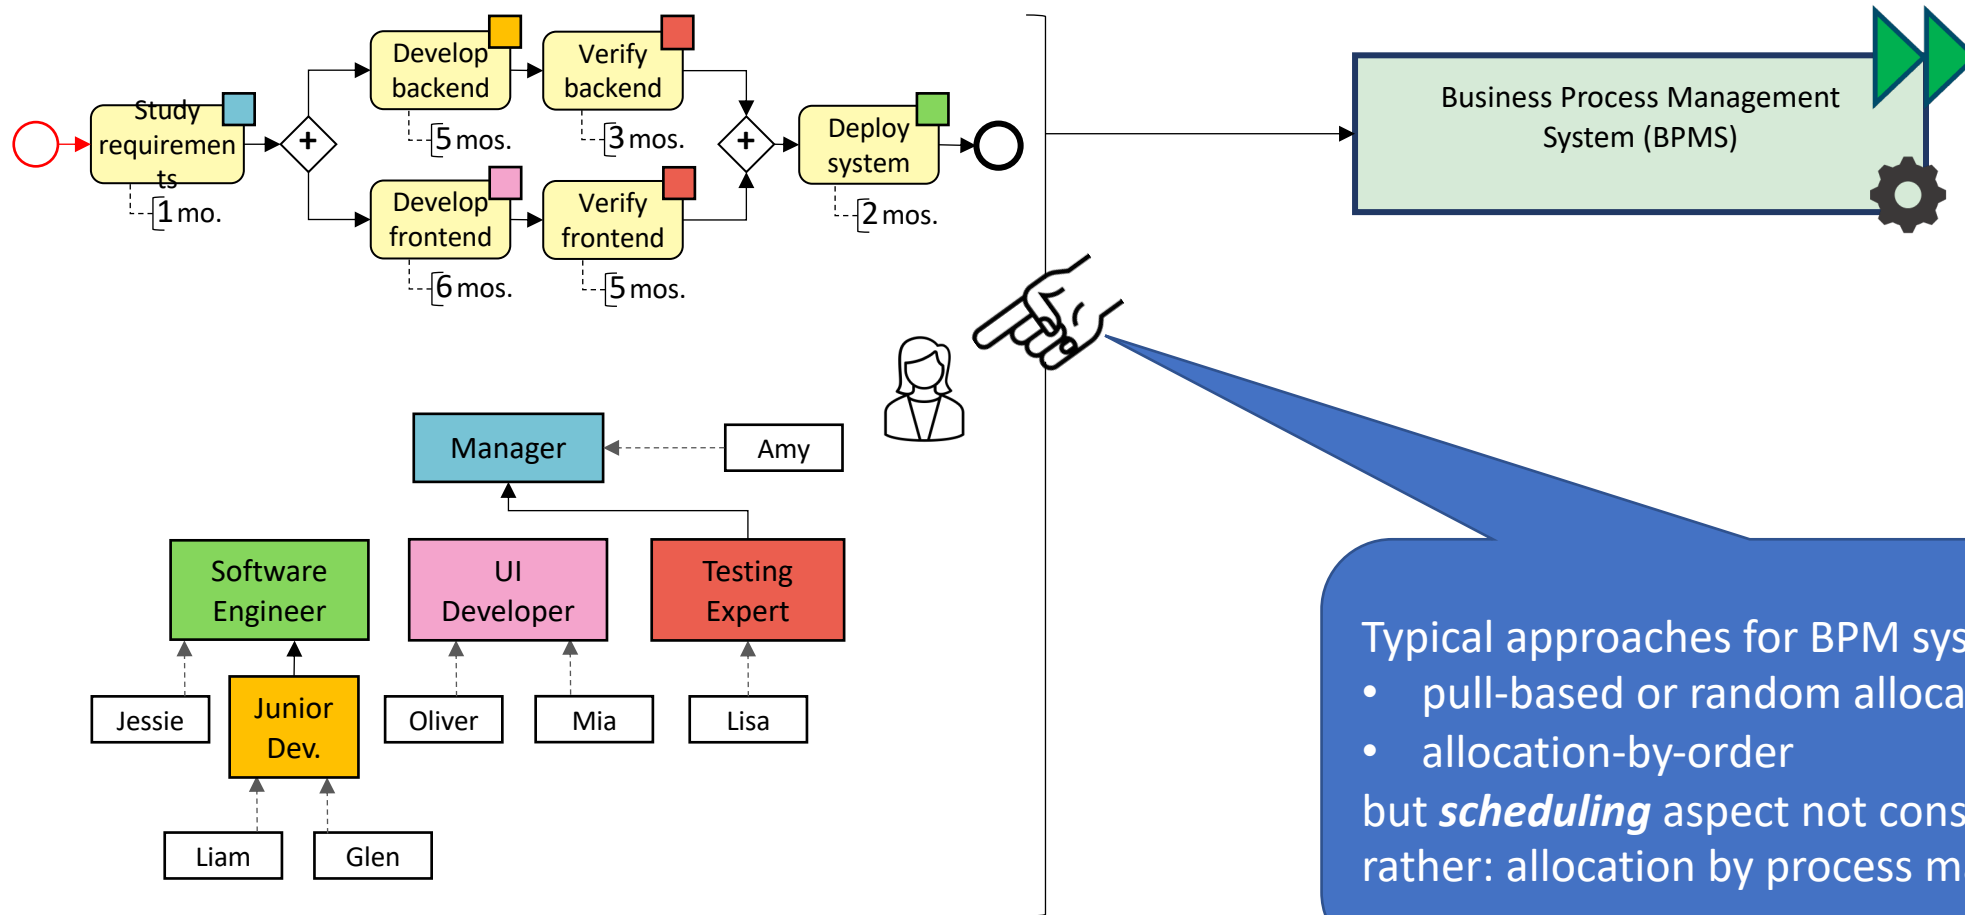 Study
requiremen
ts
1 mo.
+
Develop
backend
5 mos.
Verify
backend
3 mos.
Develop
frontend
6 mos.
Verify
frontend
5 mos.
+
Deploy
system
2 mos.
Business Process Management
System (BPMS)
Manager
Amy
Software
Engineer
UI
Developer
Testing
Expert
Jessie
Junior
Dev.
Oliver
Mia
Lisa
Liam
Glen
Typical approaches for BPM sys
• pull-based or random alloca
• allocation-by-order
but scheduling aspect not cons
rather: allocation by process m